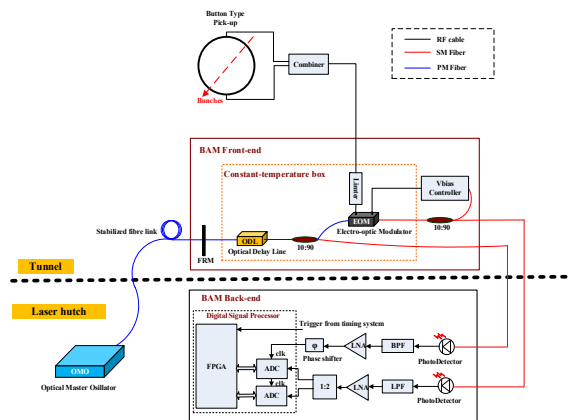 Button Type
Pick-up
Bunches
Combiner
RF cable
SM Fiber
PM Fiber
BAM Front-end
Constant-temperature box
Limiter
Vbias
Controller
EOM
Electro-optic Modulator
10:90
Stabilized fibre link
FRM
ODL
Optical Delay Line
10:90
Tunnel
Laser hutch
OMO
Optical Master Osillator
BAM Back-end
Digital Signal Processor
Trigger from timing system
FPGA
clk
ADC
φ
Phase shifter
LNA
BPF
PhotoDetector
clk
ADC
1:2
LNA
LPF
PhotoDetector